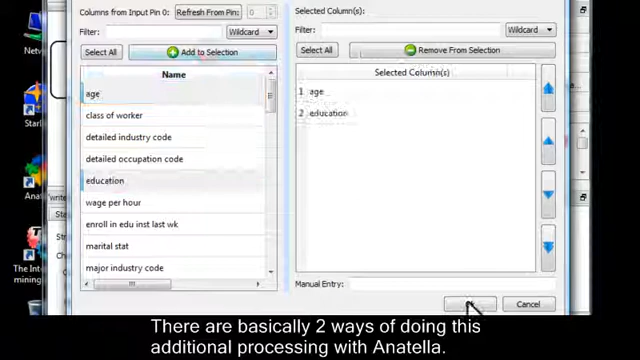 Columns from Input Pin 0: Refresh From Pin: 0
Filter: Wildcard
Select All Add to Selection
Name
age
class of worker
detailed industry code
detailed occupation code
education
wage per hour
enroll in edu inst last wk
marital stat
major industry code
Selected Column(s):
Filter: Wildcard
Select All Remove From Selection
Selected Column(s)
1 age
2 education
Manual Entry:
Cancel
Netw
There are basically 2 ways of doing this
additional processing with Anatella.